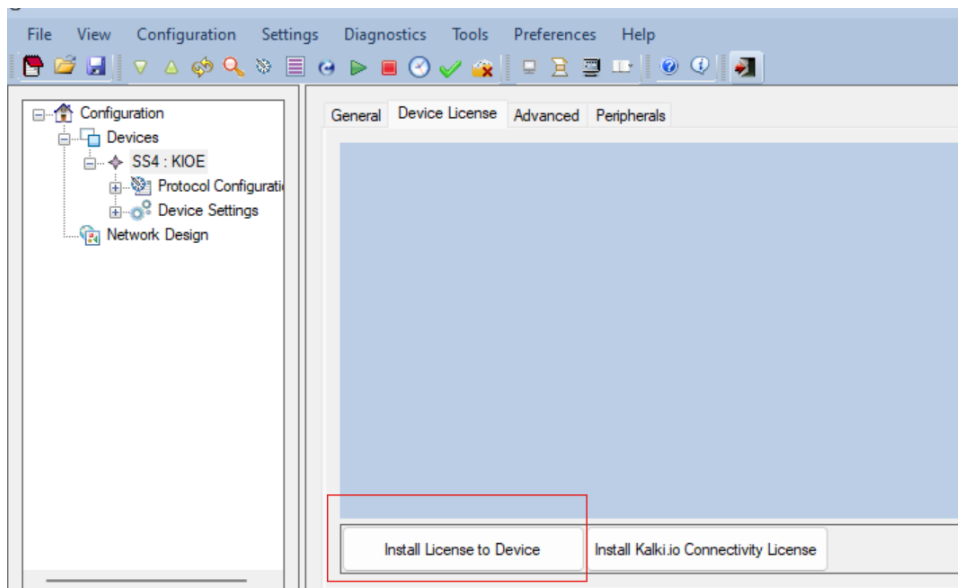 File View Configuration Settings Diagnostics Tools Preferences Help
Configuration
Devices
SS4 : KIOE
Protocol Configurati
Device Settings
Network Design
General Device License Advanced Peripherals
Install License to Device Install Kalki.io Connectivity License